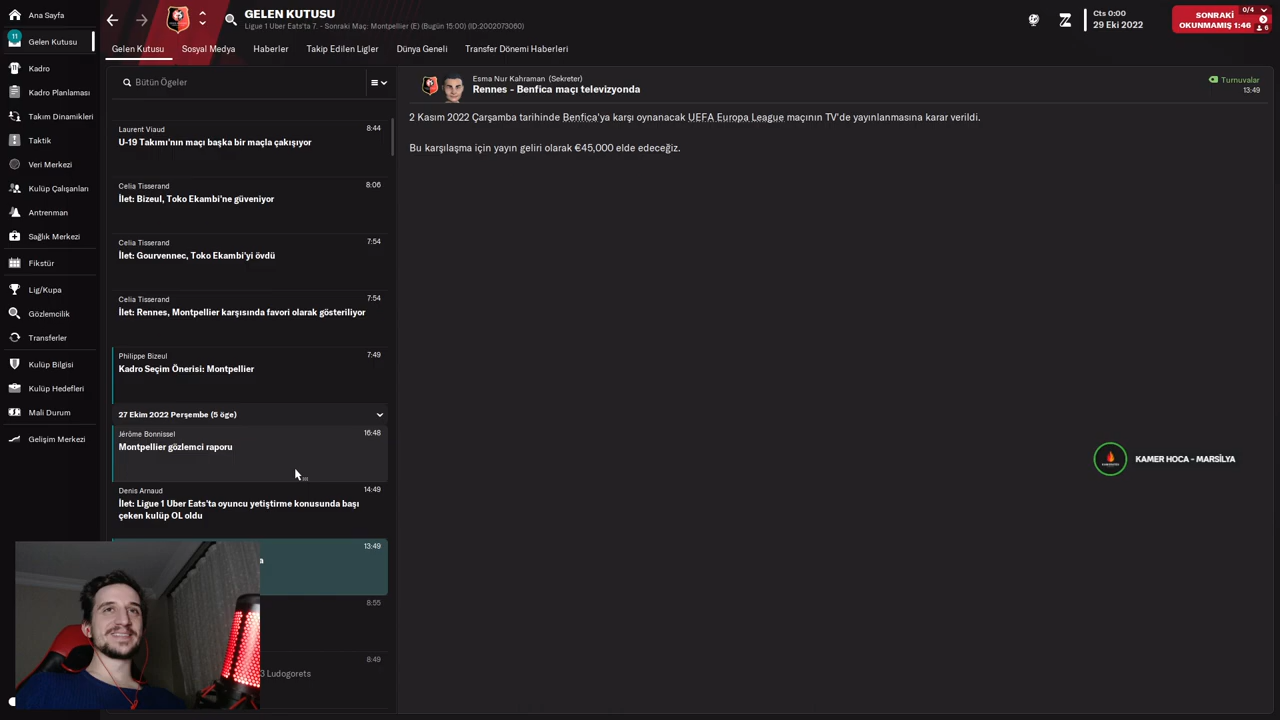 Ana Sayfa
11
Gelen Kutusu
Kadro
Kadro Planlaması
Takım Dinamikleri
Taktik
Veri Merkezi
Kulüp Çalışanları
Antrenman
Sağlık Merkezi
Fikstür
Lig/Kupa
Gözlemcilik
Transferler
Kulüp Bilgisi
Kulüp Hedefleri
Mali Durum
Gelişim Merkezi
GELEN KUTUSU
Ligue 1 Uber Eats'ta 7. - Sonraki Maç: Montpellier (E) (Bugün 15:00) (ID:2002073060)
Cts 0:00
29 Eki 2022
SONRAKİ
OKUNMAMIŞ 1:46
0/4
6
Gelen Kutusu
Sosyal Medya
Haberler
Takip Edilen Ligler
Dünya Geneli
Transfer Dönemi Haberleri
Bütün Ögeler
Laurent Viaud 8:44
U-19 Takımı'nın maçı başka bir maçla çakışıyor
Celia Tisserand 8:06
İlet: Bizeul, Toko Ekambi'ne güveniyor
Celia Tisserand 7:54
İlet: Gourvennec, Toko Ekambi'yi övdü
Celia Tisserand 7:54
İlet: Rennes, Montpellier karşısında favori olarak gösteriliyor
Philippe Bizeul 7:49
Kadro Seçim Önerisi: Montpellier
27 Ekim 2022 Perşembe (5 öge)
Jérôme Bonnissel 16:48
Montpellier gözlemci raporu
Denis Arnaud 14:49
İlet: Ligue 1 Uber Eats'ta oyuncu yetiştirme konusunda başı
çeken kulüp OL oldu
13:49
a
8:55
8:49
3 Ludogorets
Esma Nur Kahraman (Sekreter)
Rennes - Benfica maçı televizyonda
Turnuvalar
13:49
2 Kasım 2022 Çarşamba tarihinde Benfica'ya karşı oynanacak UEFA Europa League maçının TV'de yayınlanmasına karar verildi.
Bu karşılaşma için yayın geliri olarak €45,000 elde edeceğiz.
KAMER HOCA - MARSİLYA